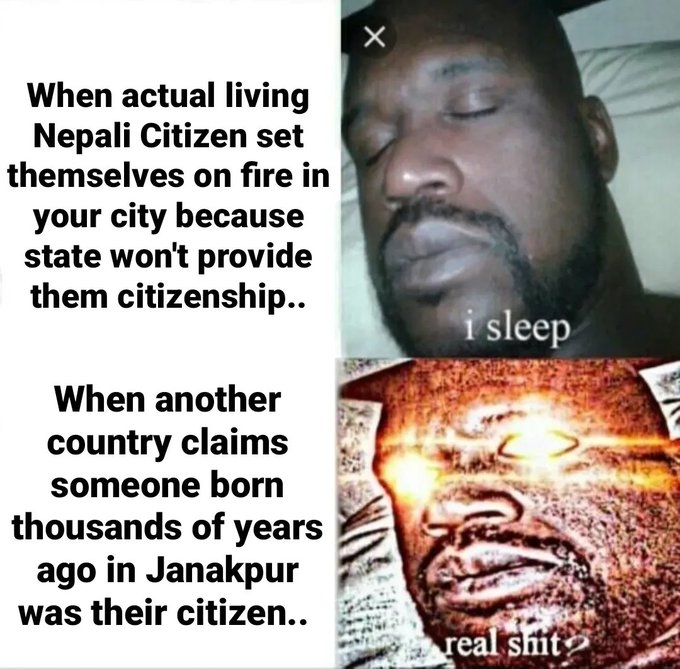 When actual living
Nepali Citizen set
themselves on fire in
your city because
state won't provide
them citizenship..
i sleep
When another
country claims
someone born
thousands of years
ago in Janakpur
was their citizen..
real shit?